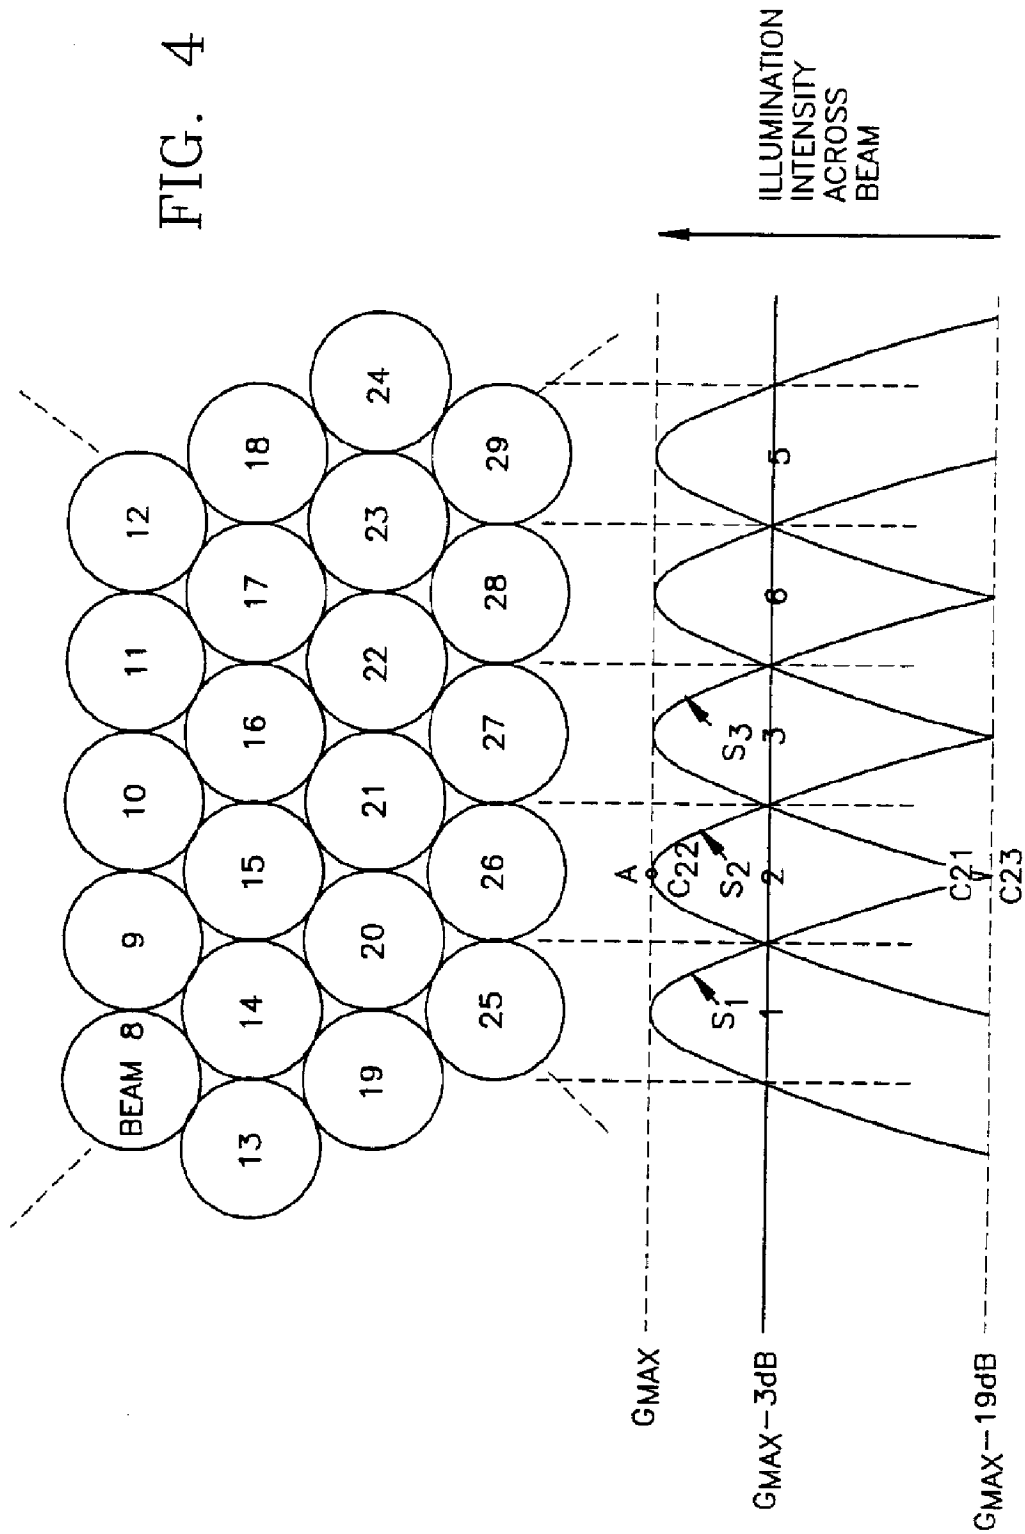 FIG. 4
BEAM 8
9
10
11
12
13
14
15
16
17
18
19
20
21
22
23
24
25
26
27
28
29
GMAX
GMAX-3dB
GMAX-19dB
A
C22
S1
S2
S3
1
2
3
6
5
C21
C23
ILLUMINATION
INTENSITY
ACROSS
BEAM